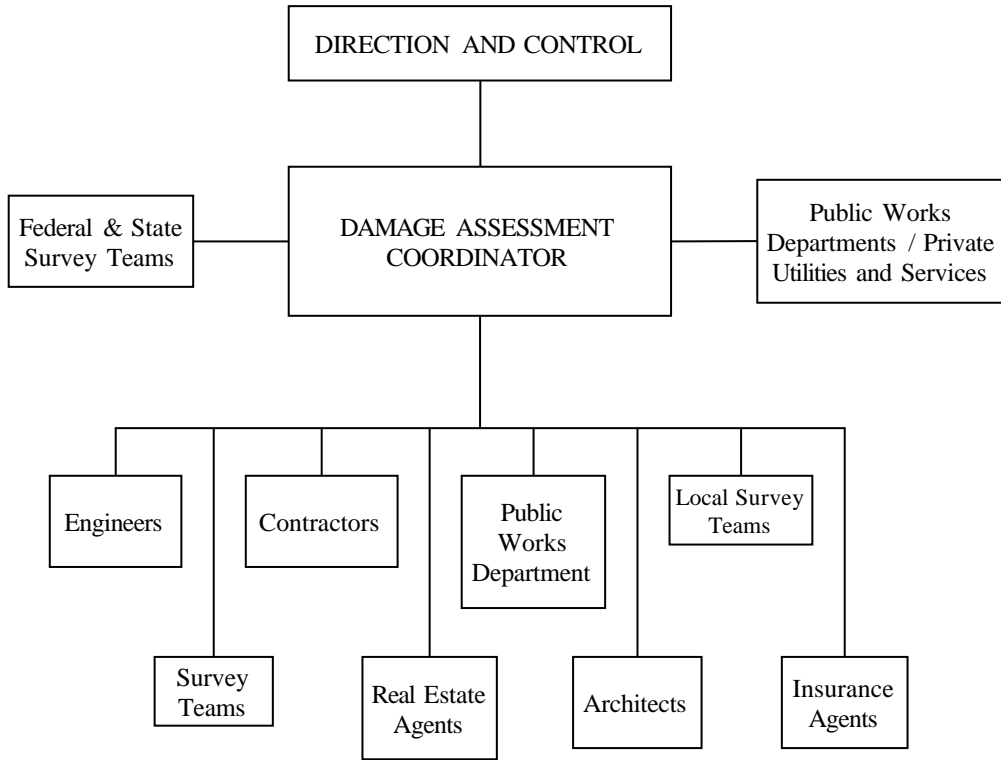 DIRECTION AND CONTROL
Federal & State
Survey Teams
DAMAGE ASSESSMENT
COORDINATOR
Public Works
Departments / Private
Utilities and Services
Engineers
Contractors
Public
Works
Department
Local Survey
Teams
Survey
Teams
Real Estate
Agents
Architects
Insurance
Agents